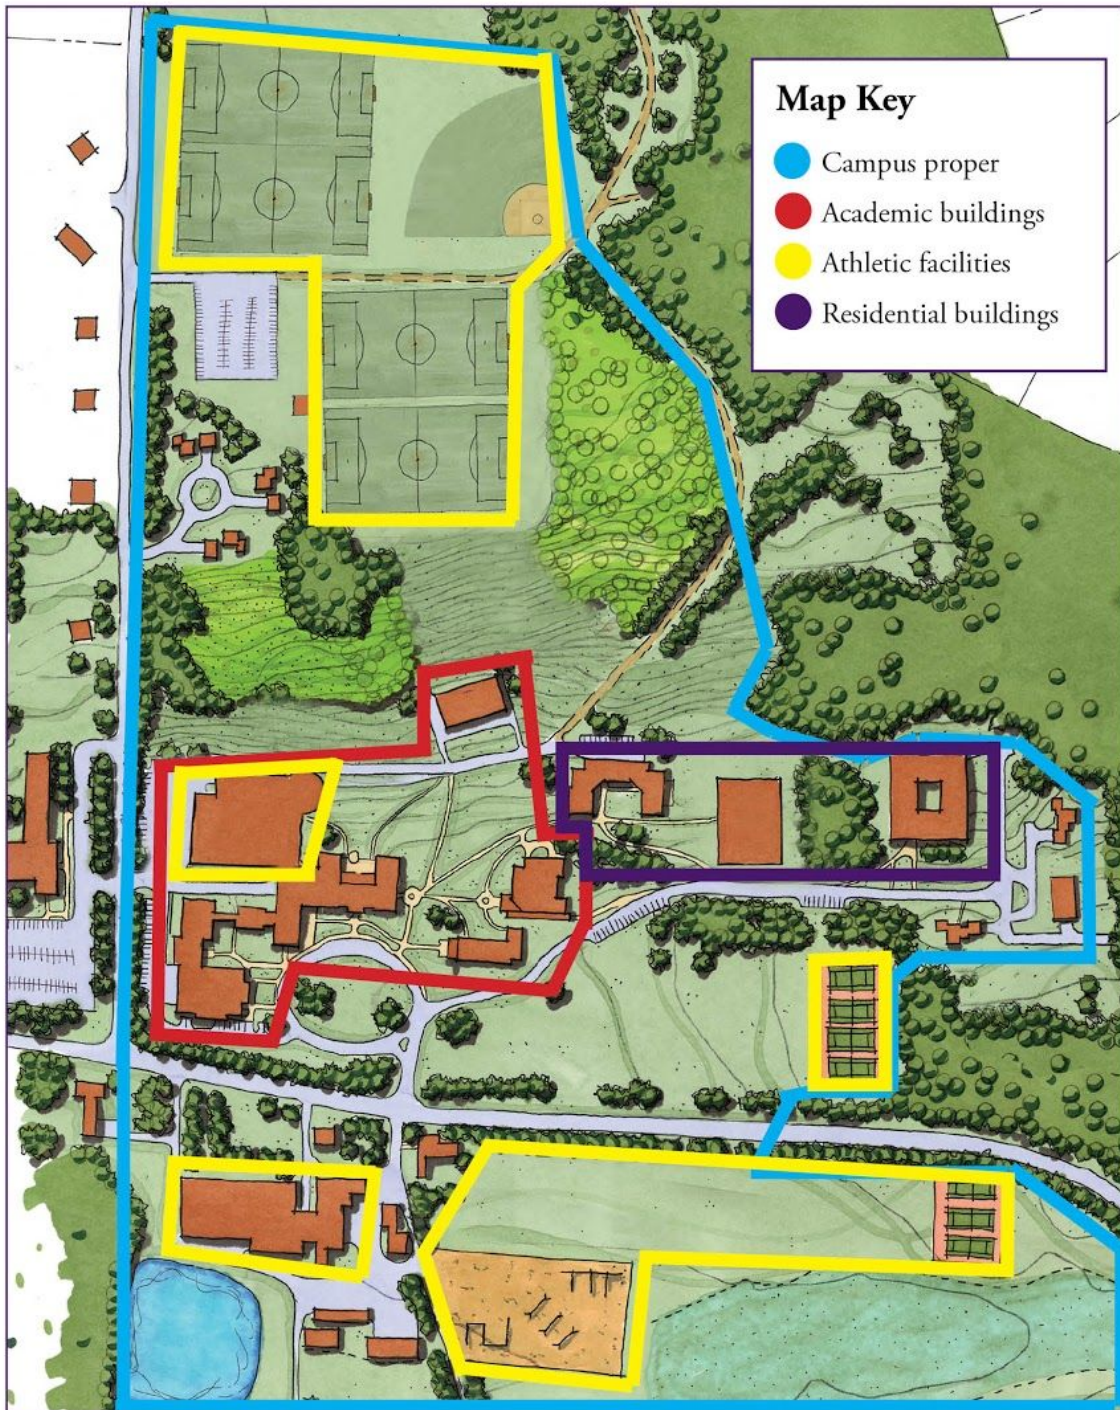 Map Key
Campus proper
Academic buildings
Athletic facilities
Residential buildings